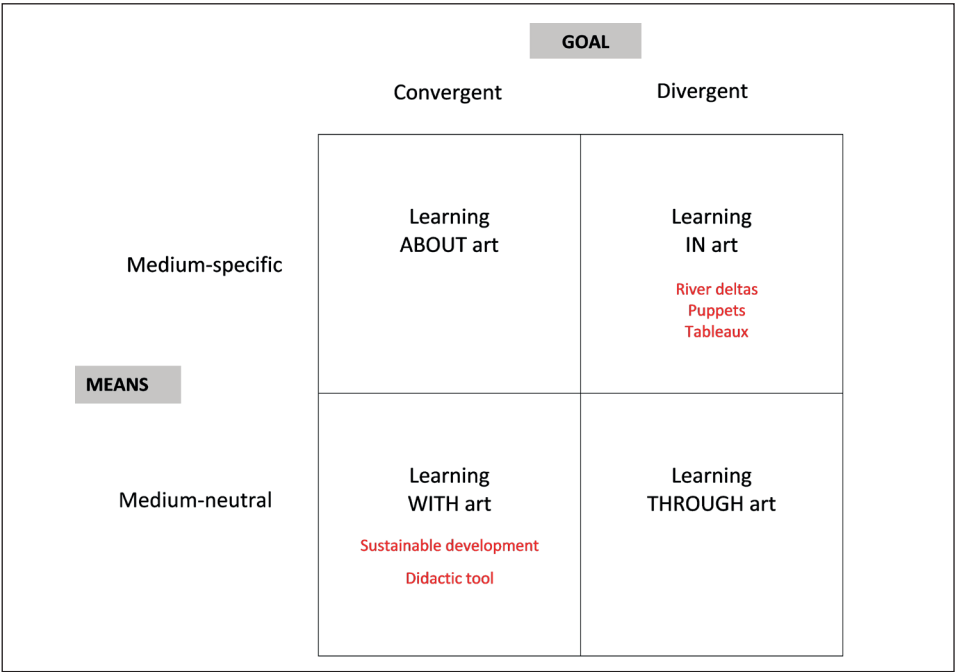 GOAL
Convergent
Divergent
Medium-specific
Learning
ABOUT art
Learning
IN art
River deltas
Puppets
Tableaux
MEANS
Medium-neutral
Learning
WITH art
Sustainable development
Didactic tool
Learning
THROUGH art